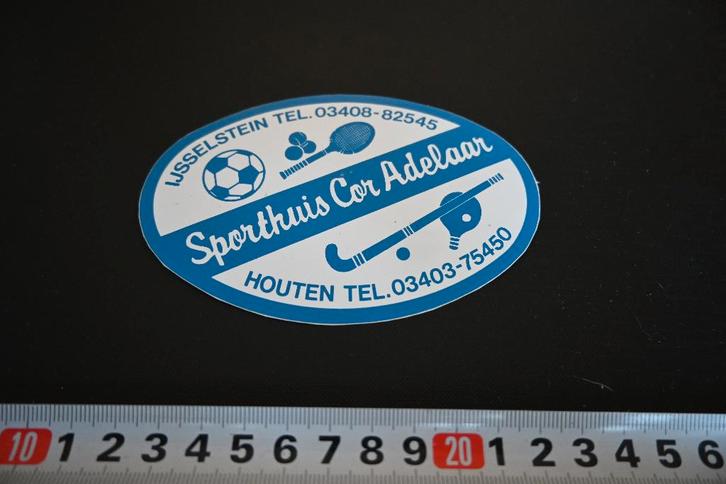 IJSSELSTEIN TEL. 03408-82545
Sporthuis Cor Adelaar
HOUTEN TEL. 03403-75450
10 1 2 3 4 5 6 7 8 9 20 1 2 3 4 5 6